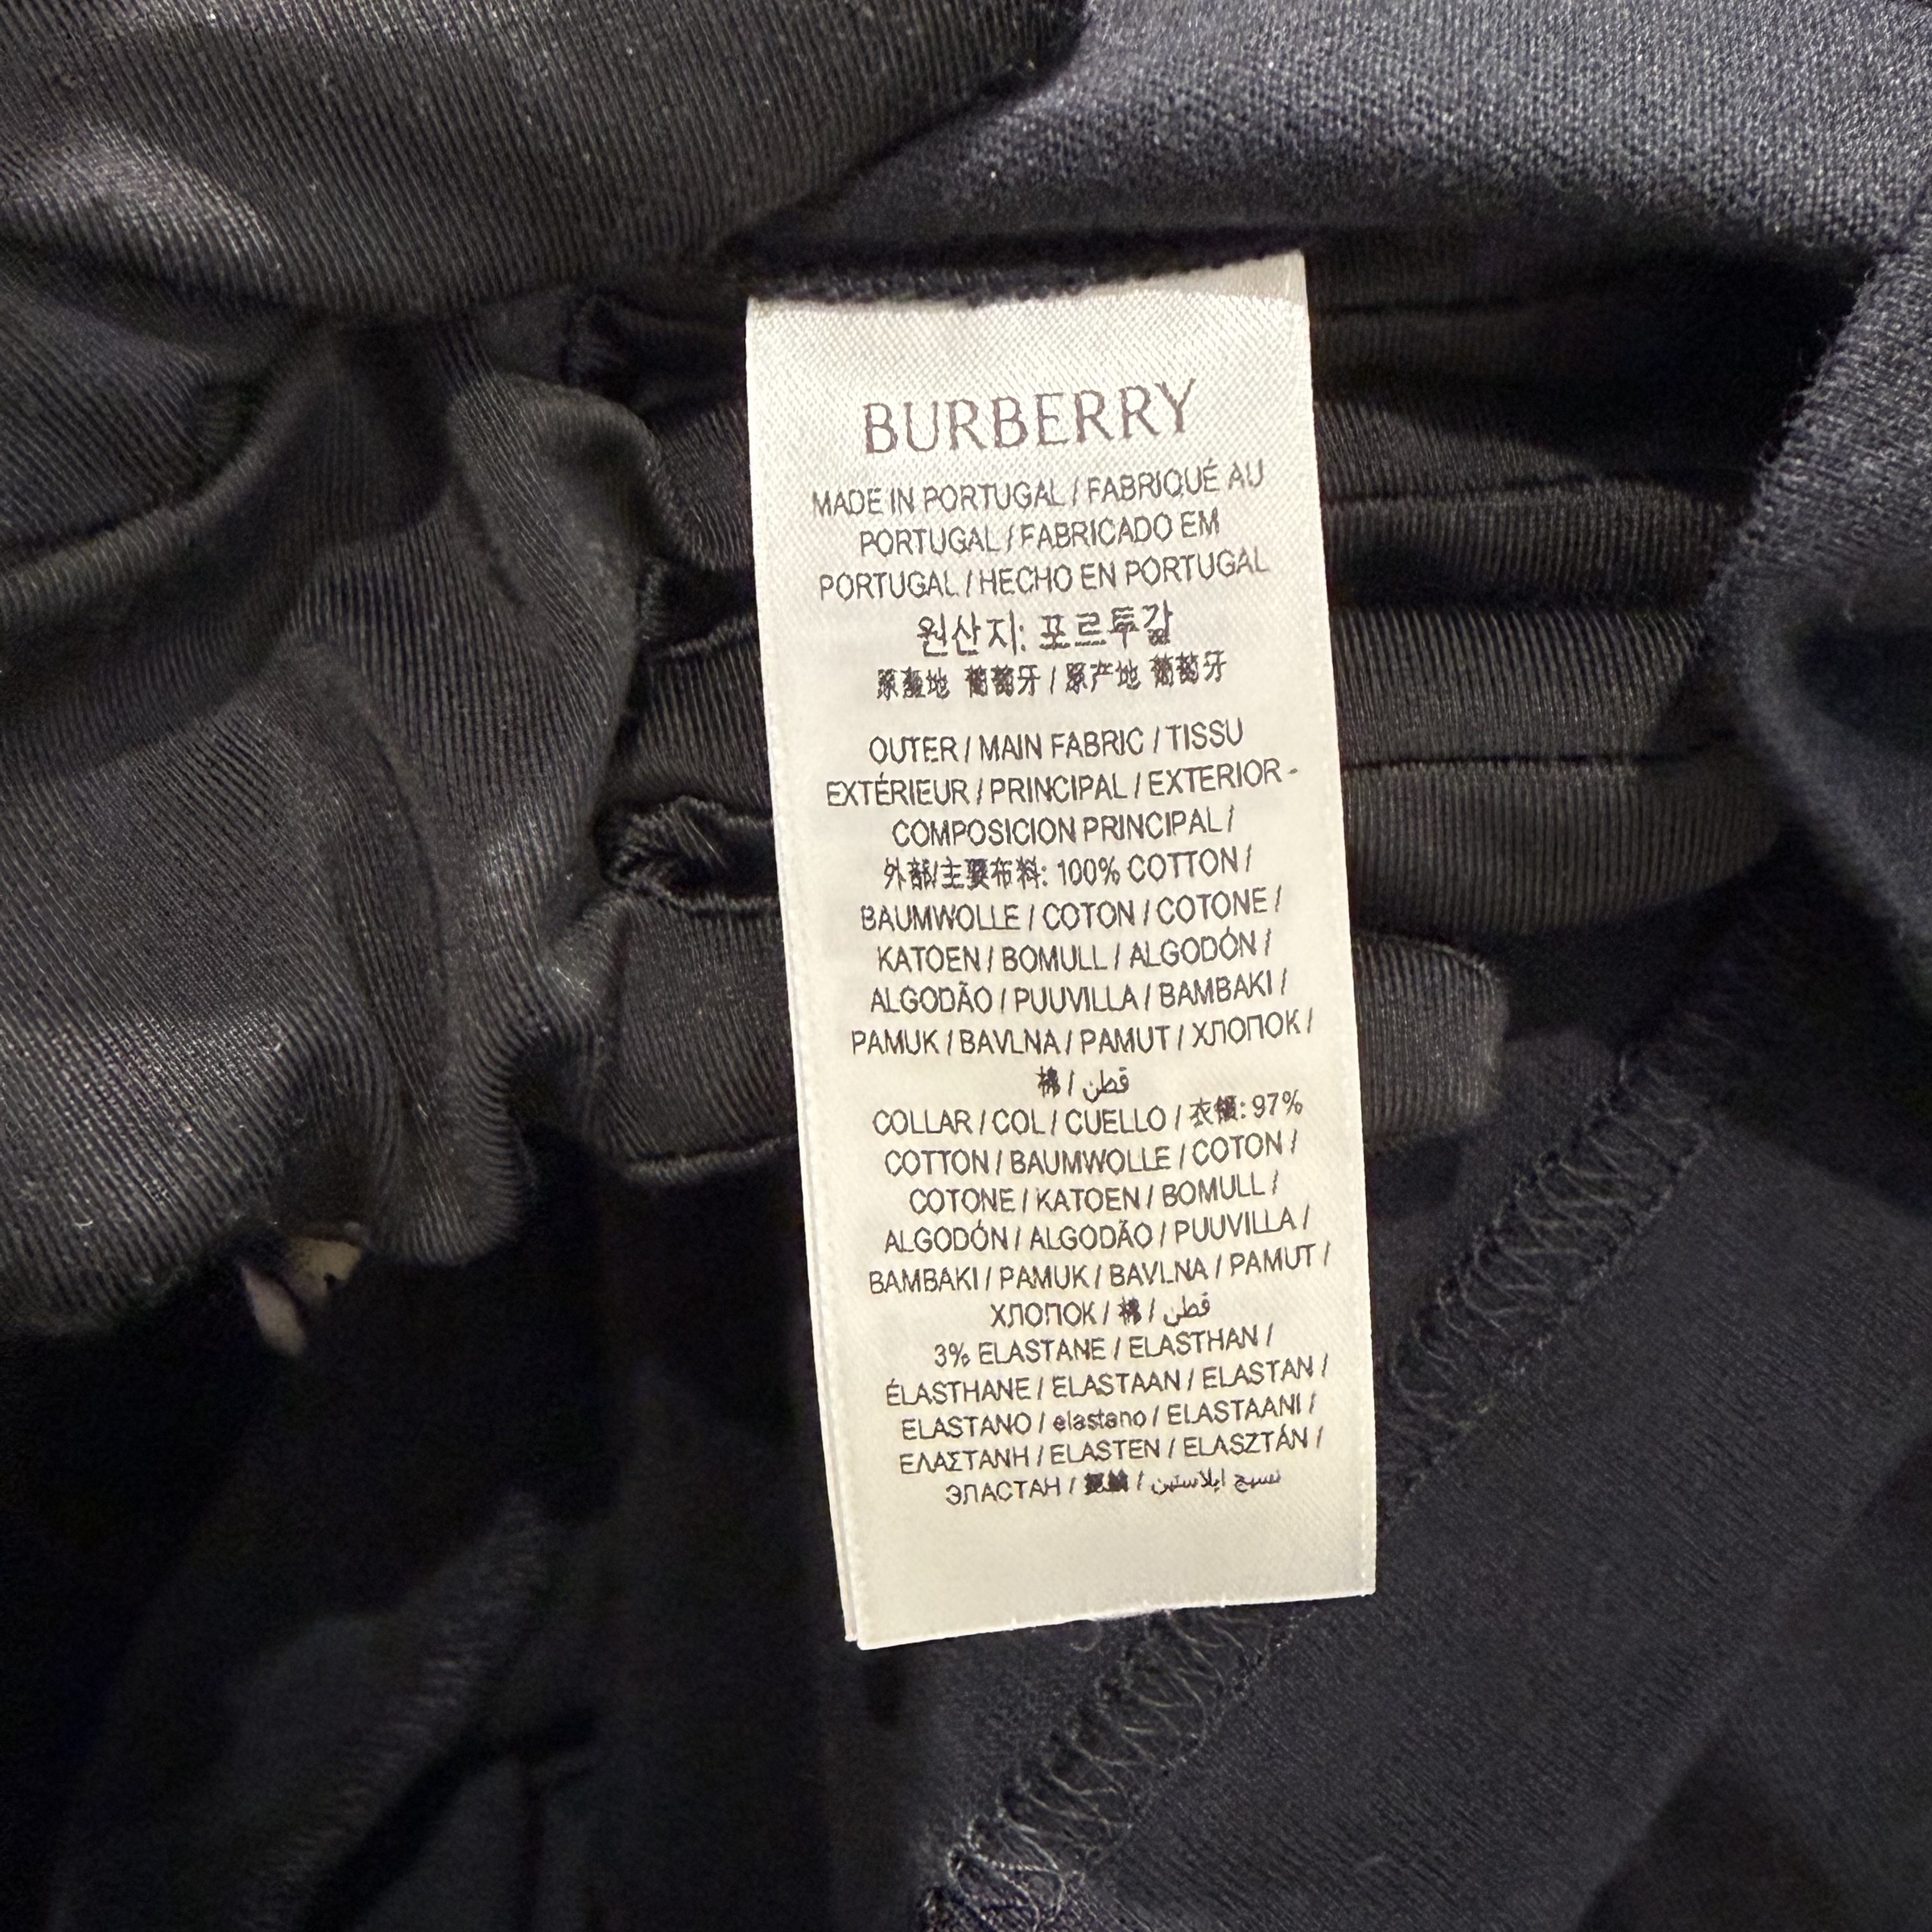 BURBERRY
MADE IN PORTUGAL / FABRIQUÉ AU
PORTUGAL / FABRICADO EM
PORTUGAL / HECHO EN PORTUGAL
원산지: 포르투갈
原產地 葡萄牙 / 原产地 葡萄牙
OUTER / MAIN FABRIC / TISSU
EXTÉRIEUR / PRINCIPAL / EXTERIOR -
COMPOSICION PRINCIPAL /
外部/主要布料: 100% COTTON /
BAUMWOLLE / COTON / COTONE /
KATOEN / BOMULL / ALGODÓN /
ALGODÃO / PUUVILLA / BAMBAKI /
PAMUK / BAVLNA / PAMUT / ХЛОПОК /
棉 / قطن
COLLAR / COL / CUELLO / 衣領: 97%
COTTON / BAUMWOLLE / COTON /
COTONE / KATOEN / BOMULL /
ALGODÓN / ALGODÃO / PUUVILLA /
BAMBAKI / PAMUK / BAVLNA / PAMUT /
ХЛОПОК / 棉 / قطن
3% ELASTANE / ELASTHAN /
ÉLASTHANE / ELASTAAN / ELASTAN /
ELASTANO / elastano / ELASTAANI /
ΕΛΑΣΤΑΝΗ / ELASTEN / ELASZTÁN /
ЭЛАСТАН / / نسيج ايلاستين